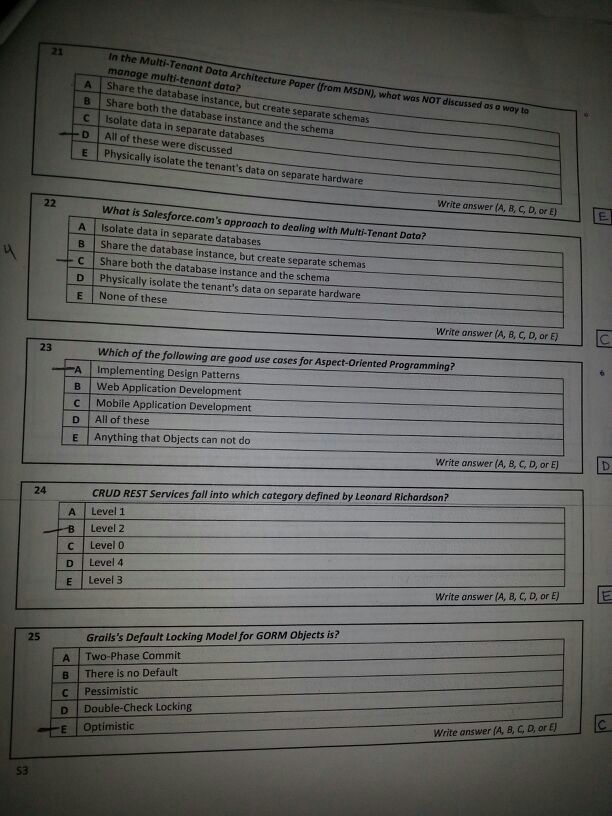 21
In the Multi-Tenant Data Architecture Paper (from MSDN), what was NOT discussed as a way to
manage multi-tenant data?
A Share the database instance, but create separate schemas
B Share both the database instance and the schema
C Isolate data in separate databases
D All of these were discussed
E Physically isolate the tenant's data on separate hardware
Write answer (A, B, C, D, or E)
E
22
What is Salesforce.com's approach to dealing with Multi-Tenant Data?
A Isolate data in separate databases
B Share the database instance, but create separate schemas
C Share both the database instance and the schema
D Physically isolate the tenant's data on separate hardware
E None of these
Write answer (A, B, C, D, or E)
C
23
Which of the following are good use cases for Aspect-Oriented Programming?
A Implementing Design Patterns
B Web Application Development
C Mobile Application Development
D All of these
E Anything that Objects can not do
Write answer (A, B, C, D, or E)
D
24
CRUD REST Services fall into which category defined by Leonard Richardson?
A Level 1
B Level 2
C Level 0
D Level 4
E Level 3
Write answer (A, B, C, D, or E)
E
25
Grails's Default Locking Model for GORM Objects is?
A Two-Phase Commit
B There is no Default
C Pessimistic
D Double-Check Locking
E Optimistic
Write answer (A, B, C, D, or E)
C
S3